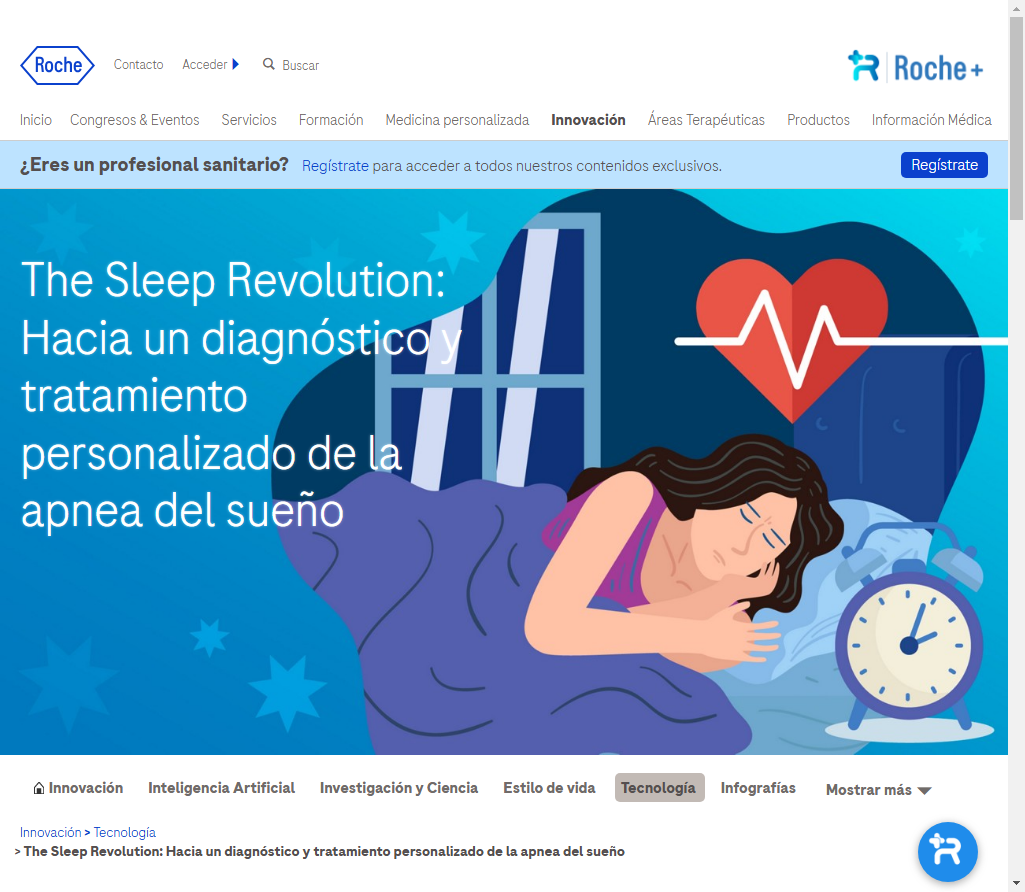 Roche
Contacto
Acceder
Buscar
Roche+
Inicio
Congresos & Eventos
Servicios
Formación
Medicina personalizada
Innovación
Áreas Terapéuticas
Productos
Información Médica
¿Eres un profesional sanitario? Regístrate para acceder a todos nuestros contenidos exclusivos.
Regístrate
The Sleep Revolution:
Hacia un diagnóstico y
tratamiento
personalizado de la
apnea del sueño
Innovación
Inteligencia Artificial
Investigación y Ciencia
Estilo de vida
Tecnología
Infografías
Mostrar más
Innovación > Tecnología
> The Sleep Revolution: Hacia un diagnóstico y tratamiento personalizado de la apnea del sueño